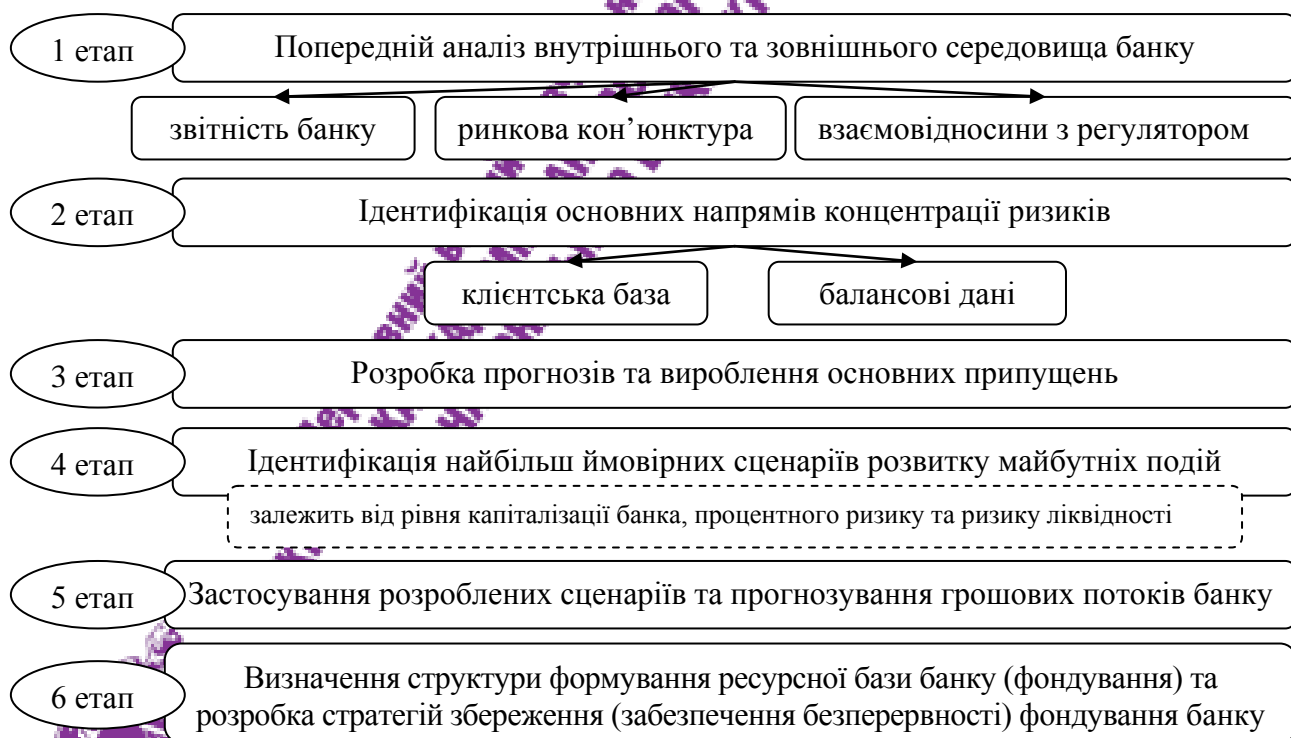 1 етап
Попередній аналіз внутрішнього та зовнішнього середовища банку
звітність банку
ринкова кон’юнктура
взаємовідносини з регулятором
2 етап
Ідентифікація основних напрямів концентрації ризиків
клієнтська база
балансові дані
3 етап
Розробка прогнозів та вироблення основних припущень
4 етап
Ідентифікація найбільш ймовірних сценаріїв розвитку майбутніх подій
залежить від рівня капіталізації банка, процентного ризику та ризику ліквідності
5 етап
Застосування розроблених сценаріїв та прогнозування грошових потоків банку
6 етап
Визначення структури формування ресурсної бази банку (фондування) та
розробка стратегій збереження (забезпечення безперервності) фондування банку